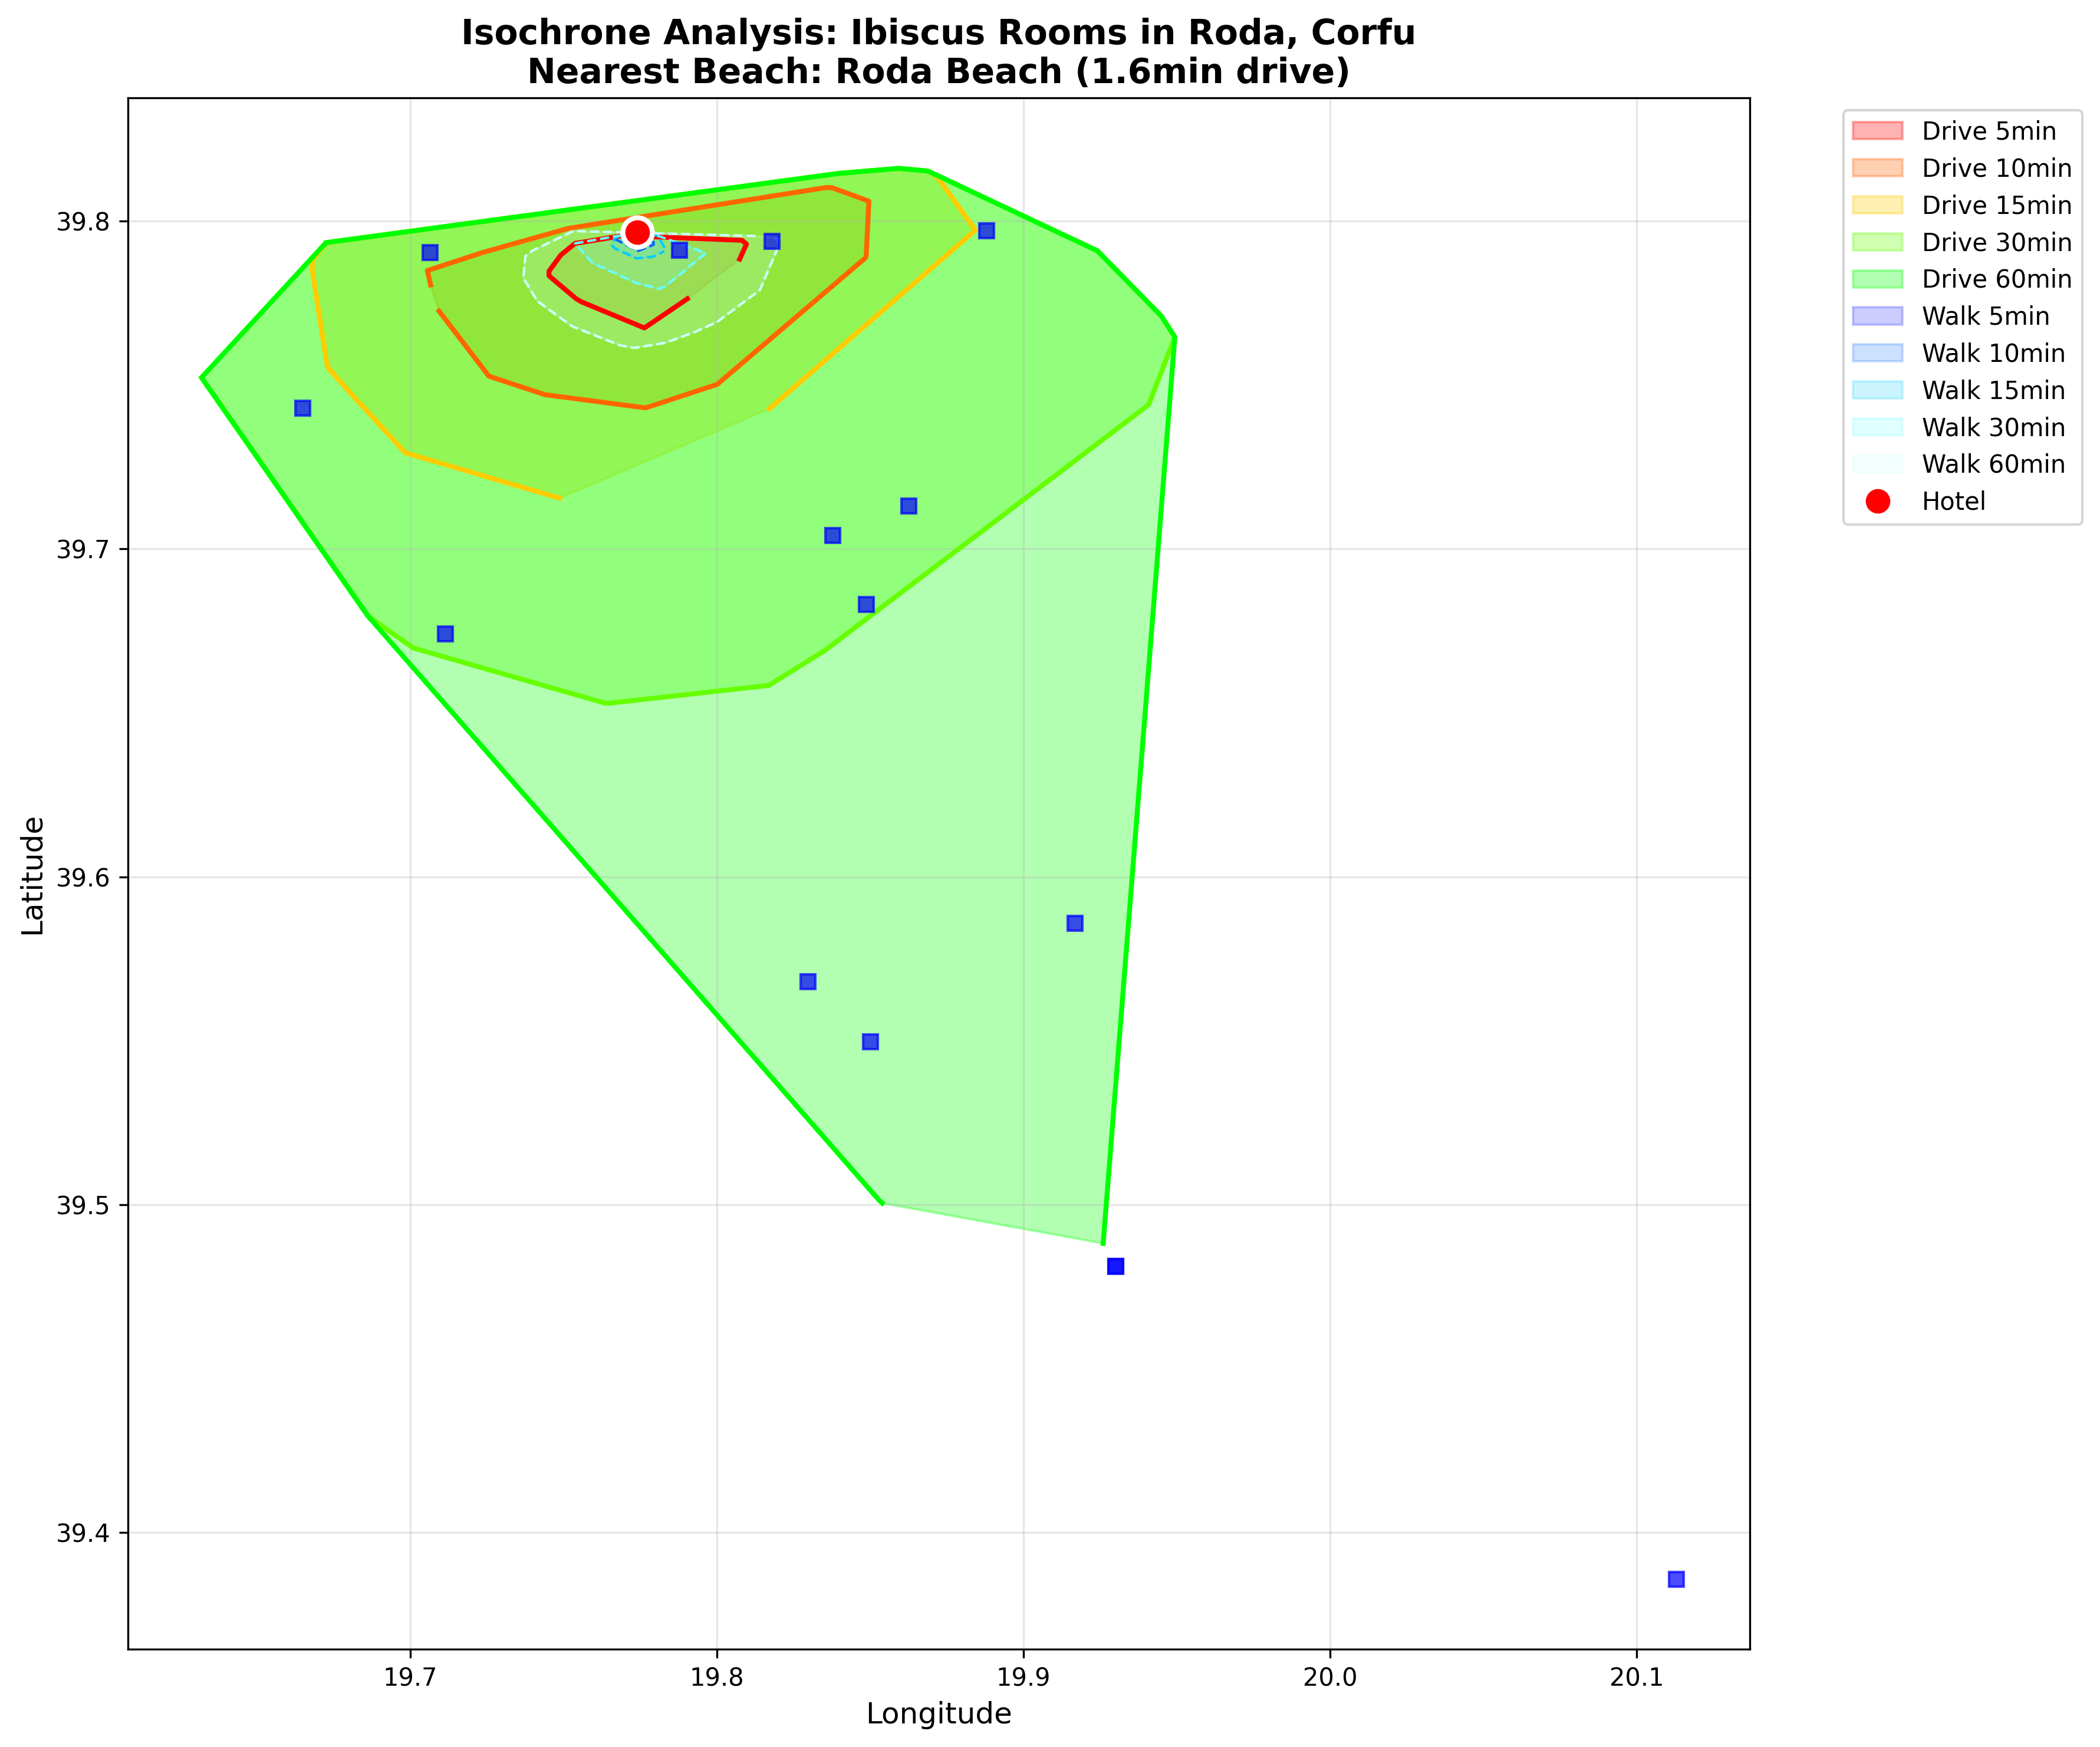 Isochrone Analysis: Ibiscus Rooms in Roda, Corfu
Nearest Beach: Roda Beach (1.6min drive)
Drive 5min
Drive 10min
Drive 15min
Drive 30min
Drive 60min
Walk 5min
Walk 10min
Walk 15min
Walk 30min
Walk 60min
Hotel
Latitude
39.8
39.7
39.6
39.5
39.4
19.7
19.8
19.9
20.0
20.1
Longitude